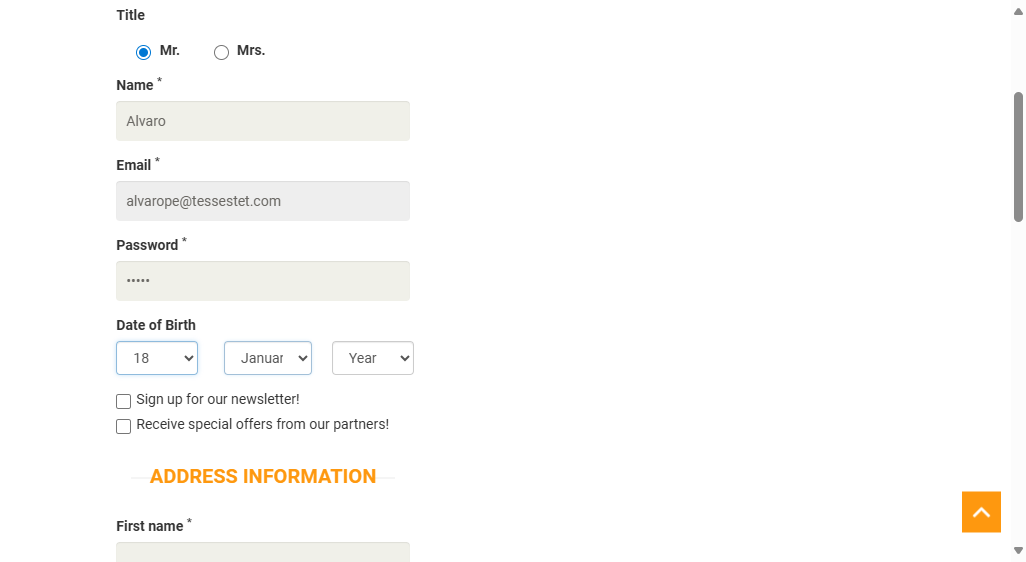 Title
Mr. Mrs.
Name *
Alvaro
Email *
alvarope@tessestet.com
Password *
•••••
Date of Birth
18 Januar Year
Sign up for our newsletter!
Receive special offers from our partners!
ADDRESS INFORMATION
First name *